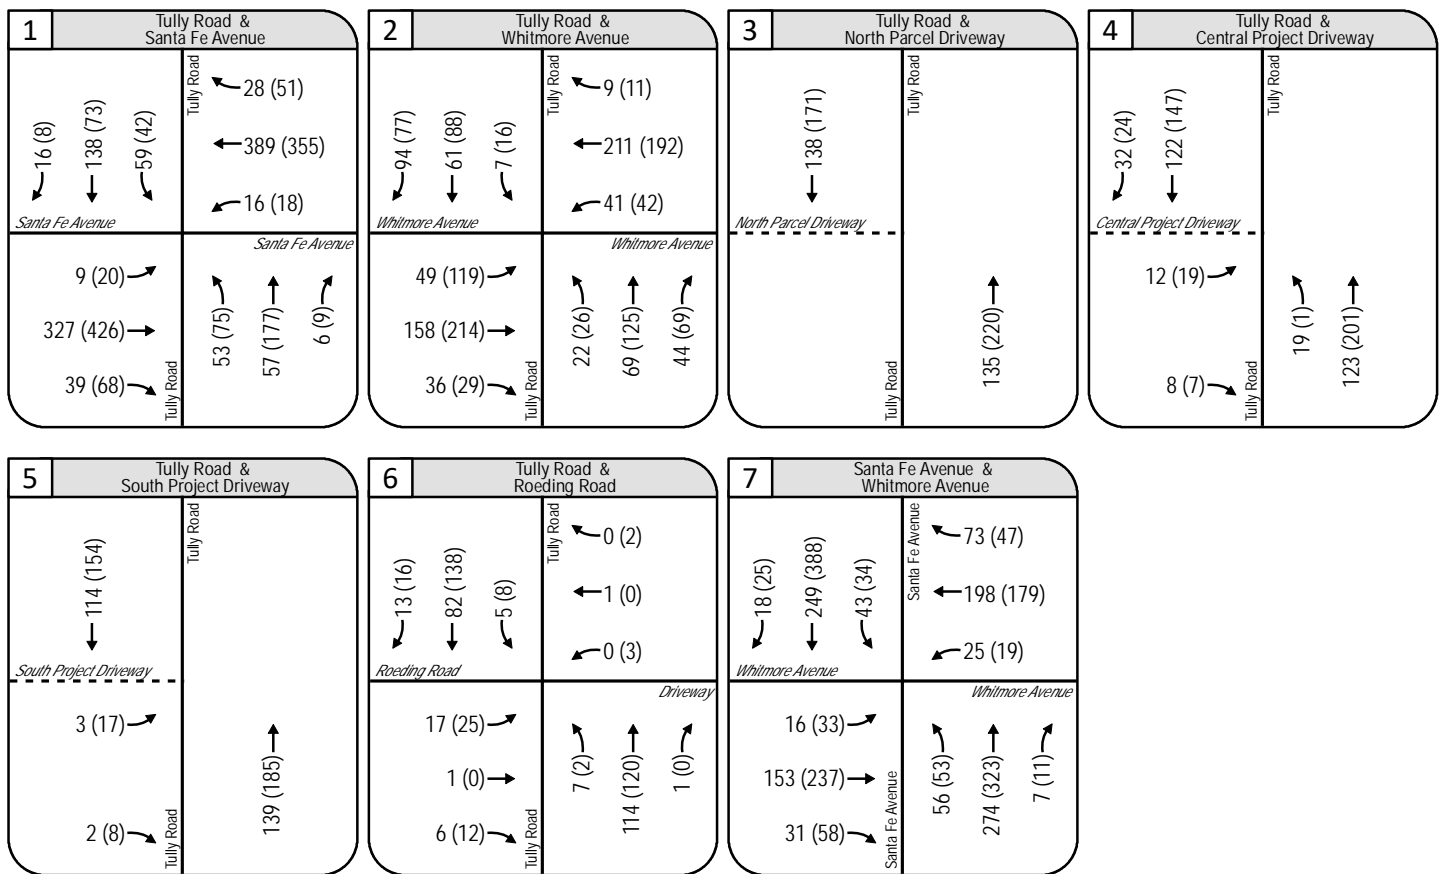 1
Tully Road &
Santa Fe Avenue
Tully Road
16 (8)
138 (73)
59 (42)
28 (51)
389 (355)
16 (18)
Santa Fe Avenue
Santa Fe Avenue
9 (20)
327 (426)
39 (68)
Tully Road
53 (75)
57 (177)
6 (9)
2
Tully Road &
Whitmore Avenue
Tully Road
94 (77)
61 (88)
7 (16)
9 (11)
211 (192)
41 (42)
Whitmore Avenue
Whitmore Avenue
49 (119)
158 (214)
36 (29)
Tully Road
22 (26)
69 (125)
44 (69)
3
Tully Road &
North Parcel Driveway
Tully Road
138 (171)
North Parcel Driveway
Tully Road
135 (220)
4
Tully Road &
Central Project Driveway
Tully Road
32 (24)
122 (147)
Central Project Driveway
12 (19)
8 (7)
Tully Road
19 (1)
123 (201)
5
Tully Road &
South Project Driveway
Tully Road
114 (154)
South Project Driveway
3 (17)
2 (8)
Tully Road
139 (185)
6
Tully Road &
Roeding Road
Tully Road
13 (16)
82 (138)
5 (8)
0 (2)
1 (0)
0 (3)
Roeding Road
Driveway
17 (25)
1 (0)
6 (12)
Tully Road
7 (2)
114 (120)
1 (0)
7
Santa Fe Avenue &
Whitmore Avenue
Santa Fe Avenue
18 (25)
249 (388)
43 (34)
73 (47)
198 (179)
25 (19)
Whitmore Avenue
Whitmore Avenue
16 (33)
153 (237)
31 (58)
Santa Fe Avenue
56 (53)
274 (323)
7 (11)